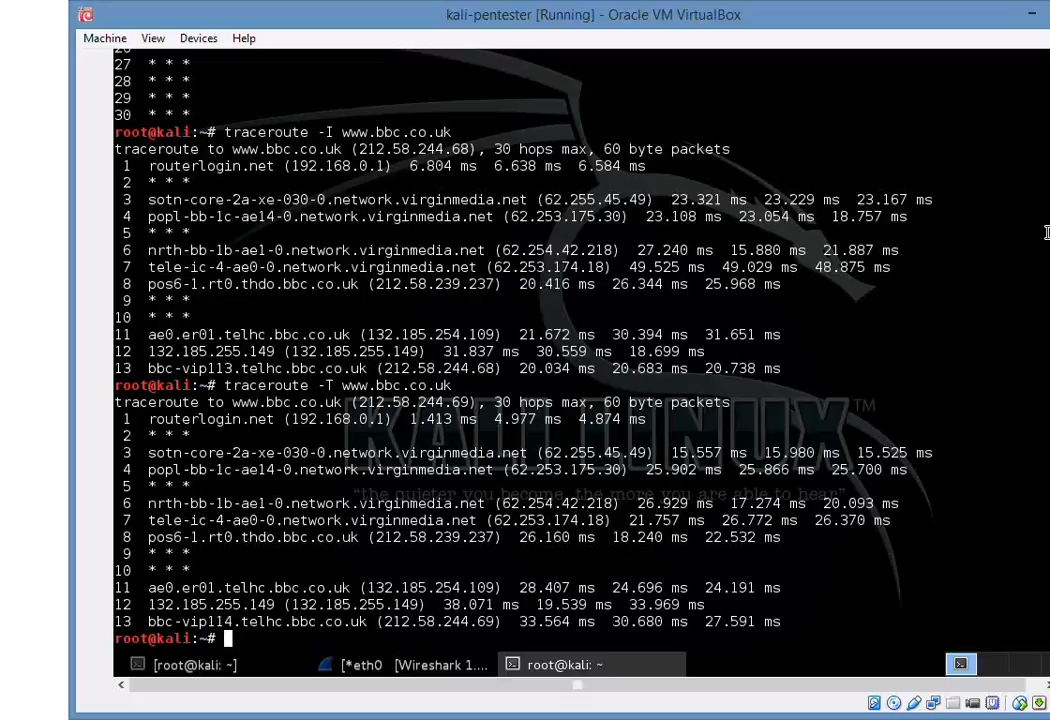 kali-pentester [Running] - Oracle VM VirtualBox
Machine View Devices Help
27 * * *
28 * * *
29 * * *
30 * * *
root@kali:~# traceroute -I www.bbc.co.uk
traceroute to www.bbc.co.uk (212.58.244.68), 30 hops max, 60 byte packets
1 routerlogin.net (192.168.0.1) 6.804 ms 6.638 ms 6.584 ms
2 * * *
3 sotn-core-2a-xe-030-0.network.virginmedia.net (62.255.45.49) 23.321 ms 23.229 ms 23.167 ms
4 popl-bb-1c-ae14-0.network.virginmedia.net (62.253.175.30) 23.108 ms 23.054 ms 18.757 ms
5 * * *
6 nrth-bb-1b-ae1-0.network.virginmedia.net (62.254.42.218) 27.240 ms 15.880 ms 21.887 ms
7 tele-ic-4-ae0-0.network.virginmedia.net (62.253.174.18) 49.525 ms 49.029 ms 48.875 ms
8 pos6-1.rt0.thdo.bbc.co.uk (212.58.239.237) 20.416 ms 26.344 ms 25.968 ms
9 * * *
10 * * *
11 ae0.er01.telhc.bbc.co.uk (132.185.254.109) 21.672 ms 30.394 ms 31.651 ms
12 132.185.255.149 (132.185.255.149) 31.837 ms 30.559 ms 18.699 ms
13 bbc-vip113.telhc.bbc.co.uk (212.58.244.68) 20.034 ms 20.683 ms 20.738 ms
root@kali:~# traceroute -T www.bbc.co.uk
traceroute to www.bbc.co.uk (212.58.244.69), 30 hops max, 60 byte packets
1 routerlogin.net (192.168.0.1) 1.413 ms 4.977 ms 4.874 ms
2 * * *
3 sotn-core-2a-xe-030-0.network.virginmedia.net (62.255.45.49) 15.557 ms 15.980 ms 15.525 ms
4 popl-bb-1c-ae14-0.network.virginmedia.net (62.253.175.30) 25.902 ms 25.866 ms 25.700 ms
5 * * *
6 nrth-bb-1b-ae1-0.network.virginmedia.net (62.254.42.218) 26.929 ms 17.274 ms 20.093 ms
7 tele-ic-4-ae0-0.network.virginmedia.net (62.253.174.18) 21.757 ms 26.772 ms 26.370 ms
8 pos6-1.rt0.thdo.bbc.co.uk (212.58.239.237) 26.160 ms 18.240 ms 22.532 ms
9 * * *
10 * * *
11 ae0.er01.telhc.bbc.co.uk (132.185.254.109) 28.407 ms 24.696 ms 24.191 ms
12 132.185.255.149 (132.185.255.149) 38.071 ms 19.539 ms 33.969 ms
13 bbc-vip114.telhc.bbc.co.uk (212.58.244.69) 33.564 ms 30.680 ms 27.591 ms
root@kali:~#
KALI LINUX ™
"the quieter you become, the more you are able to hear"
[root@kali: ~] [*eth0 [Wireshark 1.... root@kali: ~